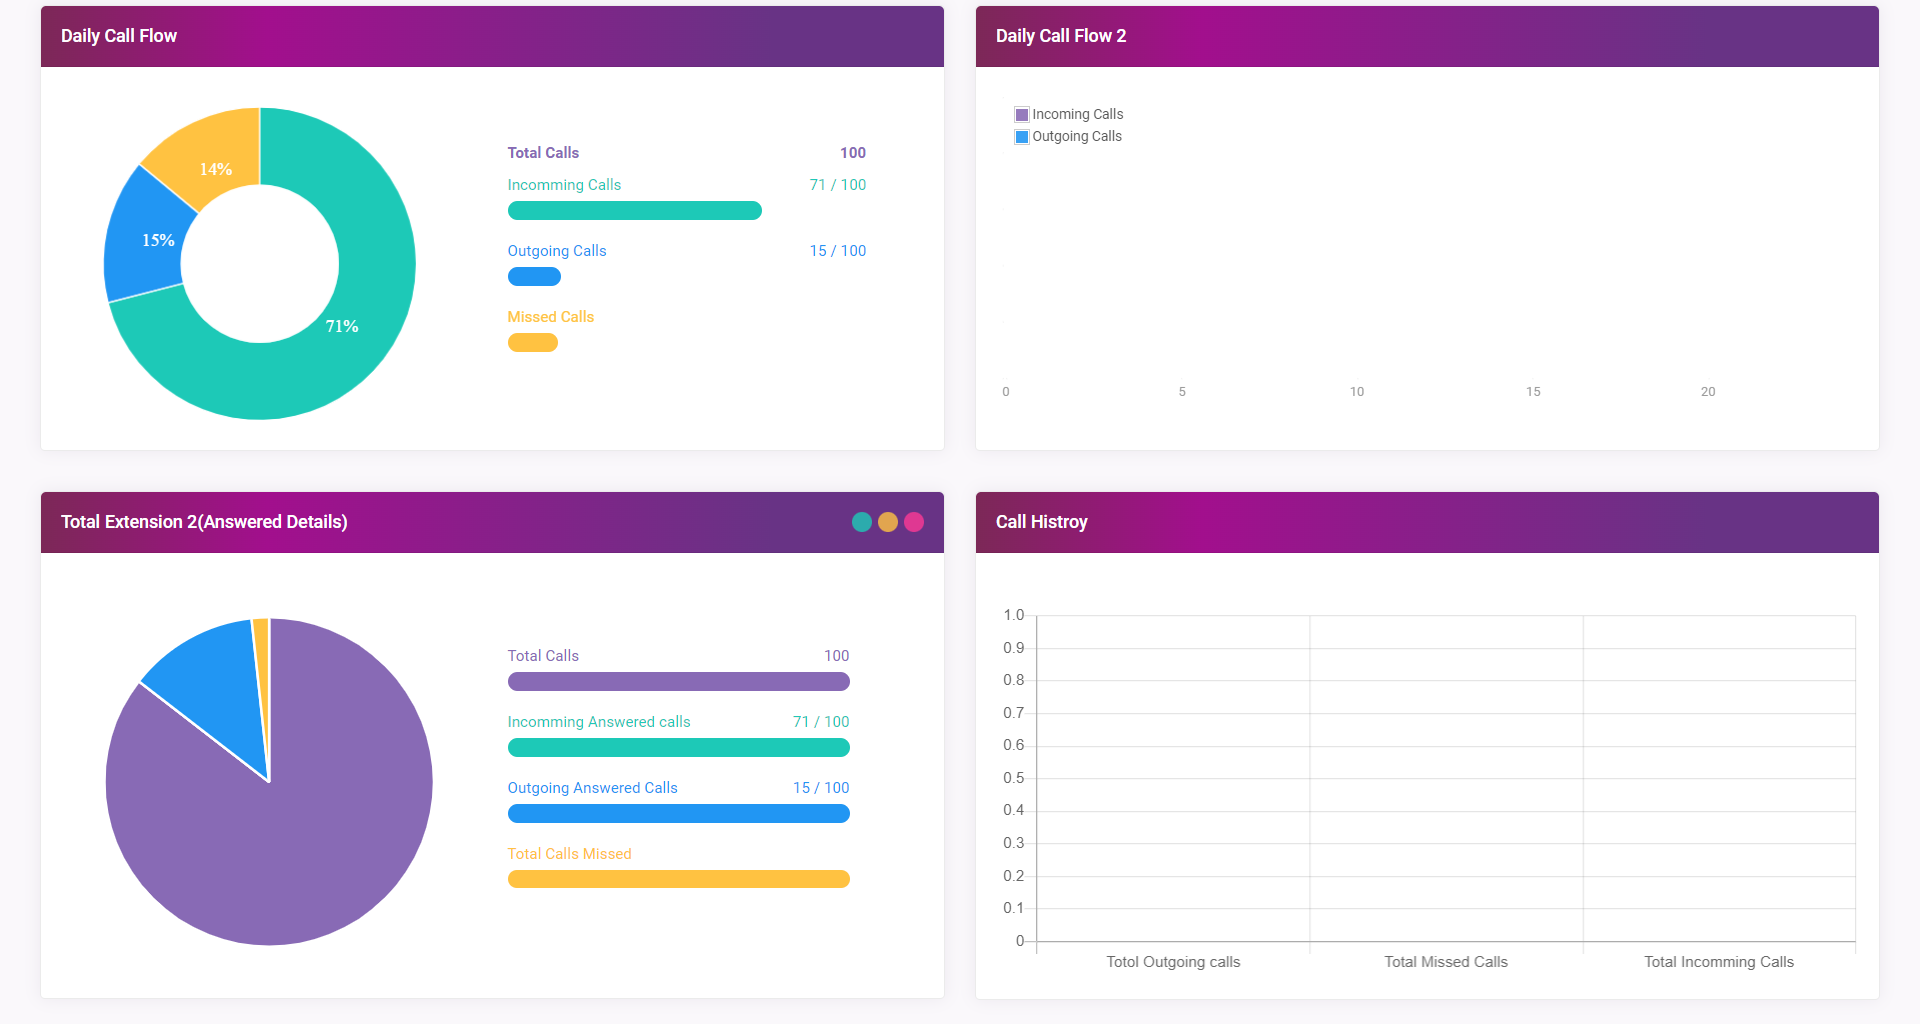 Daily Call Flow
14%
15%
71%
Total Calls 100
Incomming Calls 71 / 100
Outgoing Calls 15 / 100
Missed Calls
Daily Call Flow 2
Incoming Calls
Outgoing Calls
0 5 10 15 20
Total Extension 2(Answered Details)
Total Calls 100
Incomming Answered calls 71 / 100
Outgoing Answered Calls 15 / 100
Total Calls Missed
Call Histroy
1.0
0.9
0.8
0.7
0.6
0.5
0.4
0.3
0.2
0.1
0
Totol Outgoing calls Total Missed Calls Total Incomming Calls